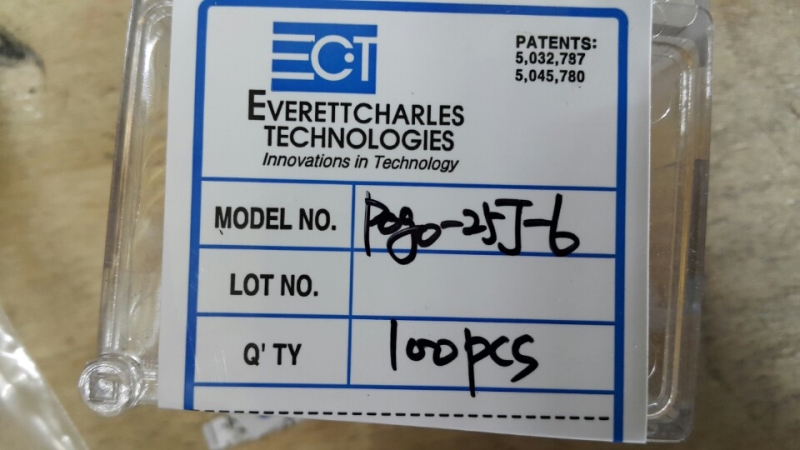 ECT
PATENTS:
5,032,787
5,045,780
EVERETTCHARLES
TECHNOLOGIES
Innovations in Technology
MODEL NO. Pogo-25J-6
LOT NO.
Q'TY 100pcs